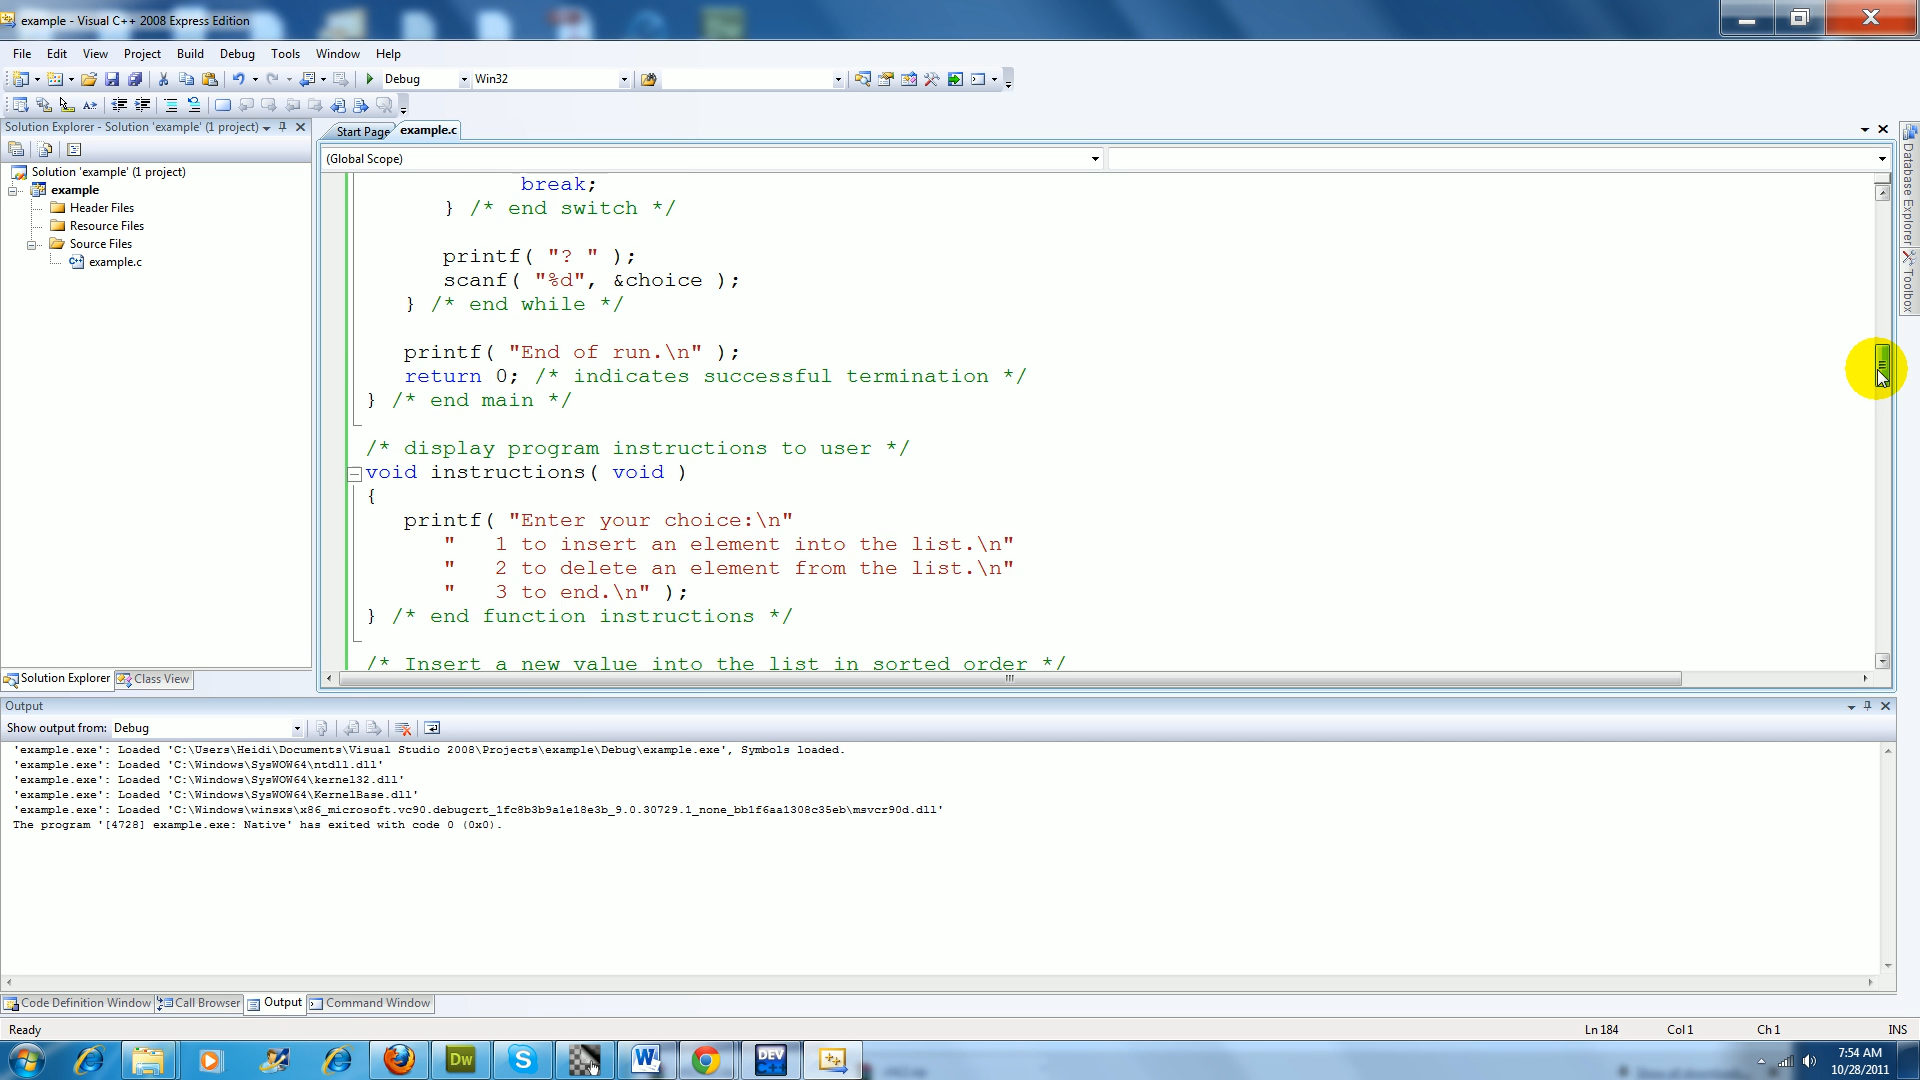 example - Visual C++ 2008 Express Edition
File Edit View Project Build Debug Tools Window Help
Debug Win32
Solution Explorer - Solution 'example' (1 project)
Solution 'example' (1 project)
example
Header Files
Resource Files
Source Files
example.c
Solution Explorer Class View
Start Page example.c
(Global Scope)
break;
} /* end switch */
printf( "? " );
scanf( "%d", &choice );
} /* end while */
printf( "End of run.\n" );
return 0; /* indicates successful termination */
} /* end main */
/* display program instructions to user */
void instructions( void )
{
printf( "Enter your choice:\n"
"   1 to insert an element into the list.\n"
"   2 to delete an element from the list.\n"
"   3 to end.\n" );
} /* end function instructions */
/* Insert a new value into the list in sorted order */
Database Explorer
Toolbox
Output
Show output from: Debug
'example.exe': Loaded 'C:\Users\Heidi\Documents\Visual Studio 2008\Projects\example\Debug\example.exe', Symbols loaded.
'example.exe': Loaded 'C:\Windows\SysWOW64\ntdll.dll'
'example.exe': Loaded 'C:\Windows\SysWOW64\kernel32.dll'
'example.exe': Loaded 'C:\Windows\SysWOW64\KernelBase.dll'
'example.exe': Loaded 'C:\Windows\winsxs\x86_microsoft.vc90.debugcrt_1fc8b3b9a1e18e3b_9.0.30729.1_none_bb1f6aa1308c35eb\msvcr90d.dll'
The program '[4728] example.exe: Native' has exited with code 0 (0x0).
Code Definition Window Call Browser Output Command Window
Ready Ln 184 Col 1 Ch 1 INS
Dw S W DEV C++
7:54 AM
10/28/2011